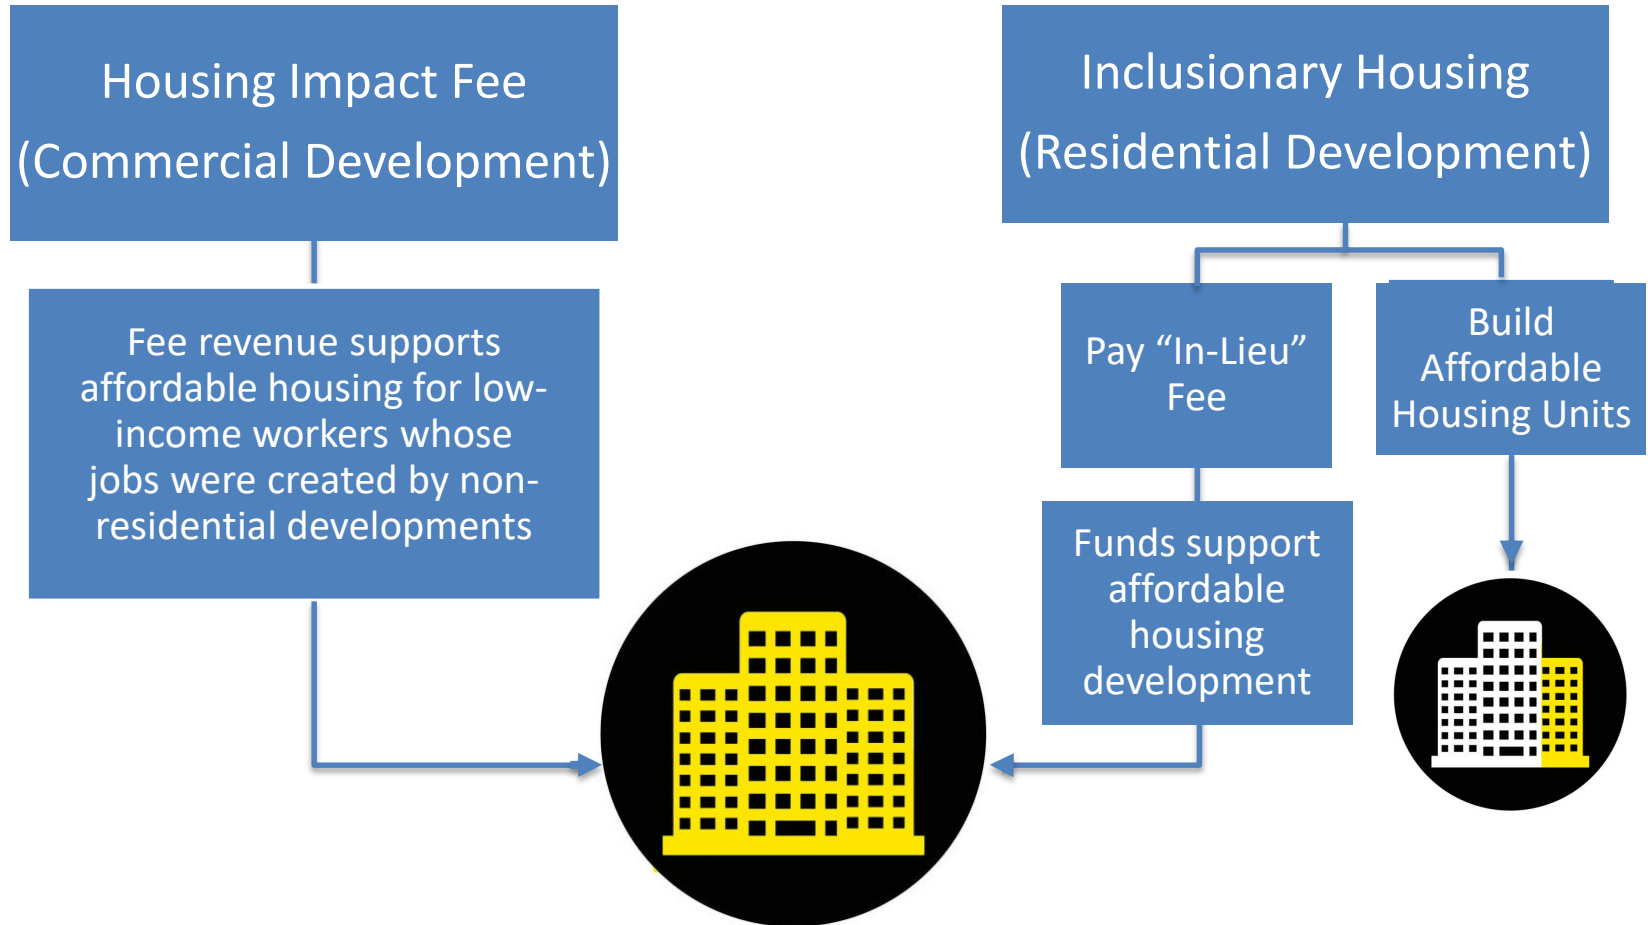 Housing Impact Fee
(Commercial Development)
Fee revenue supports
affordable housing for low-
income workers whose
jobs were created by non-
residential developments
Inclusionary Housing
(Residential Development)
Pay “In-Lieu”
Fee
Funds support
affordable
housing
development
Build
Affordable
Housing Units